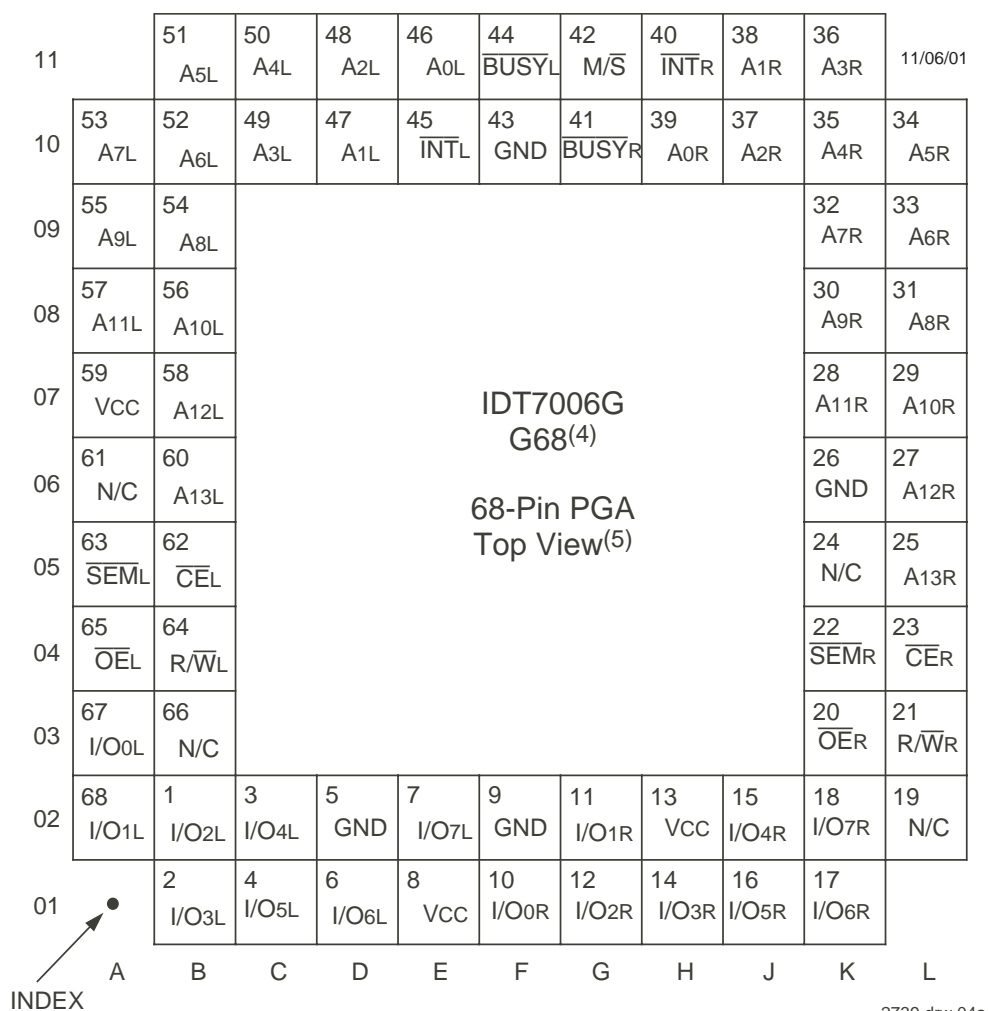 11 51 A5L 50 A4L 48 A2L 46 A0L 44 BUSYL 42 M/S 40 INTR 38 A1R 36 A3R 11/06/01
10 53 A7L 52 A6L 49 A3L 47 A1L 45 INTL 43 GND 41 BUSYR 39 A0R 37 A2R 35 A4R 34 A5R
09 55 A9L 54 A8L 32 A7R 33 A6R
08 57 A11L 56 A10L 30 A9R 31 A8R
07 59 VCC 58 A12L 28 A11R 29 A10R
IDT7006G
G68(4)
06 61 N/C 60 A13L 26 GND 27 A12R
68-Pin PGA
Top View(5)
05 63 SEML 62 CEL 24 N/C 25 A13R
04 65 OEL 64 R/WL 22 SEMR 23 CER
03 67 I/O0L 66 N/C 20 OER 21 R/WR
02 68 I/O1L 1 I/O2L 3 I/O4L 5 GND 7 I/O7L 9 GND 11 I/O1R 13 VCC 15 I/O4R 18 I/O7R 19 N/C
01 2 I/O3L 4 I/O5L 6 I/O6L 8 VCC 10 I/O0R 12 I/O2R 14 I/O3R 16 I/O5R 17 I/O6R
A B C D E F G H J K L
INDEX